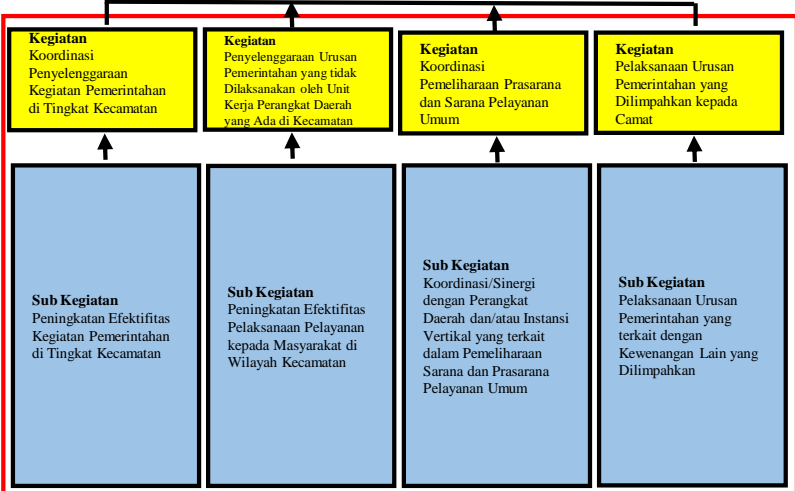 Kegiatan
Koordinasi
Penyelenggaraan
Kegiatan Pemerintahan
di Tingkat Kecamatan
Kegiatan
Penyelenggaraan Urusan
Pemerintahan yang tidak
Dilaksanakan oleh Unit
Kerja Perangkat Daerah
yang Ada di Kecamatan
Kegiatan
Koordinasi
Pemeliharaan Prasarana
dan Sarana Pelayanan
Umum
Kegiatan
Pelaksanaan Urusan
Pemerintahan yang
Dilimpahkan kepada
Camat
Sub Kegiatan
Peningkatan Efektifitas
Kegiatan Pemerintahan
di Tingkat Kecamatan
Sub Kegiatan
Peningkatan Efektifitas
Pelaksanaan Pelayanan
kepada Masyarakat di
Wilayah Kecamatan
Sub Kegiatan
Koordinasi/Sinergi
dengan Perangkat
Daerah dan/atau Instansi
Vertikal yang terkait
dalam Pemeliharaan
Sarana dan Prasarana
Pelayanan Umum
Sub Kegiatan
Pelaksanaan Urusan
Pemerintahan yang
terkait dengan
Kewenangan Lain yang
Dilimpahkan